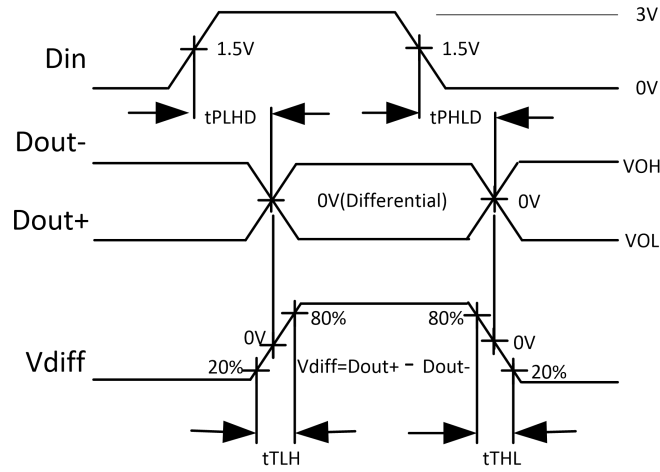 3V
Din
1.5V
1.5V
0V
tPLHD
tPHLD
Dout-
VOH
0V(Differential)
0V
Dout+
VOL
80%
80%
0V
0V
Vdiff
20%
Vdiff=Dout+ - Dout-
20%
tTLH
tTHL